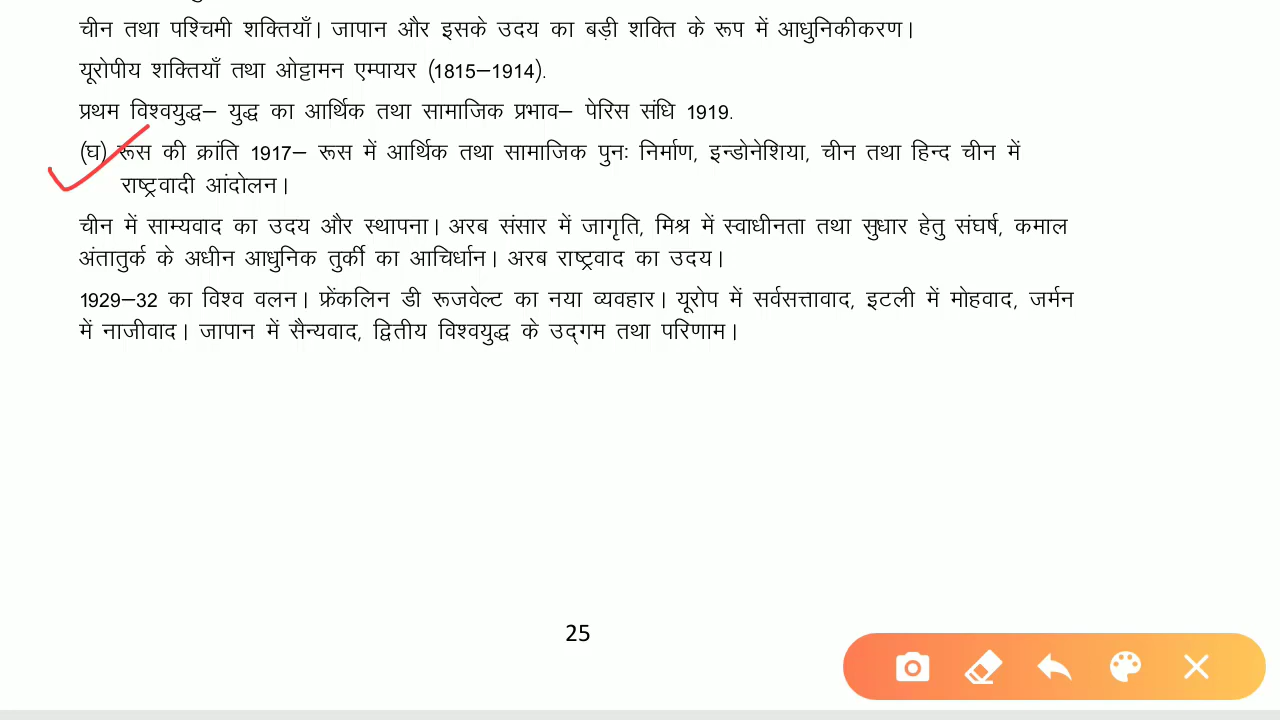 चीन तथा पश्चिमी शक्तियाँ। जापान और इसके उदय का बड़ी शक्ति के रूप में आधुनिकीकरण।
यूरोपीय शक्तियाँ तथा ओट्टामन एम्पायर (1815–1914).
प्रथम विश्वयुद्ध– युद्ध का आर्थिक तथा सामाजिक प्रभाव– पेरिस संधि 1919.
(घ) रूस की क्रांति 1917– रूस में आर्थिक तथा सामाजिक पुनः निर्माण, इन्डोनेशिया, चीन तथा हिन्द चीन में
राष्ट्रवादी आंदोलन।
चीन में साम्यवाद का उदय और स्थापना। अरब संसार में जागृति, मिश्र में स्वाधीनता तथा सुधार हेतु संघर्ष, कमाल
अंतातुर्क के अधीन आधुनिक तुर्की का आचिर्धान। अरब राष्ट्रवाद का उदय।
1929–32 का विश्व वलन। फ्रेंकलिन डी रूजवेल्ट का नया व्यवहार। यूरोप में सर्वसत्तावाद, इटली में मोहवाद, जर्मन
में नाजीवाद। जापान में सैन्यवाद, द्वितीय विश्वयुद्ध के उद्‌गम तथा परिणाम।
25